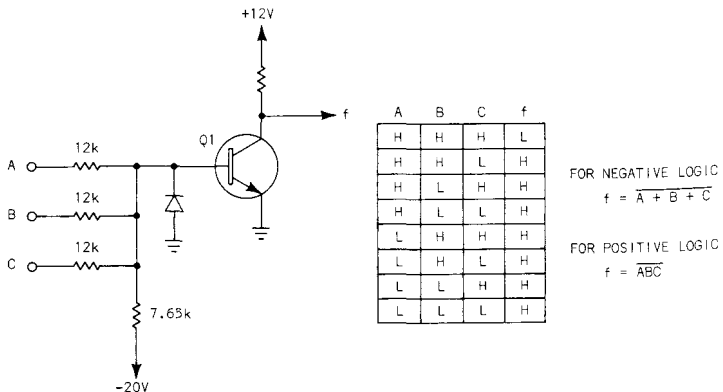 +12V
f
Q1
12k
A
12k
B
12k
C
7.65k
-20V
A B C f
H H H L
H H L H
H L H H
H L L H
L H H H
L H L H
L L H H
L L L H
FOR NEGATIVE LOGIC
f = A + B + C
FOR POSITIVE LOGIC
f = ABC